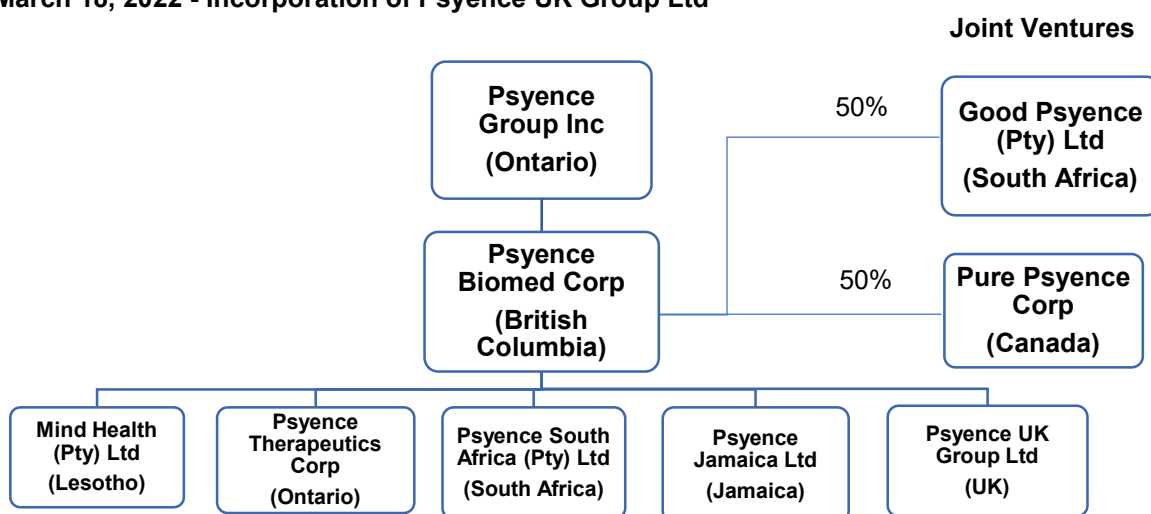 March 18, 2022 - Incorporation of Psyence UK Group Ltd
Joint Ventures
Psyence
Group Inc
(Ontario)
50%
Good Psyence
(Pty) Ltd
(South Africa)
Psyence
Biomed Corp
(British
Columbia)
50%
Pure Psyence
Corp
(Canada)
Mind Health
(Pty) Ltd
(Lesotho)
Psyence
Therapeutics
Corp
(Ontario)
Psyence South
Africa (Pty) Ltd
(South Africa)
Psyence
Jamaica Ltd
(Jamaica)
Psyence UK
Group Ltd
(UK)